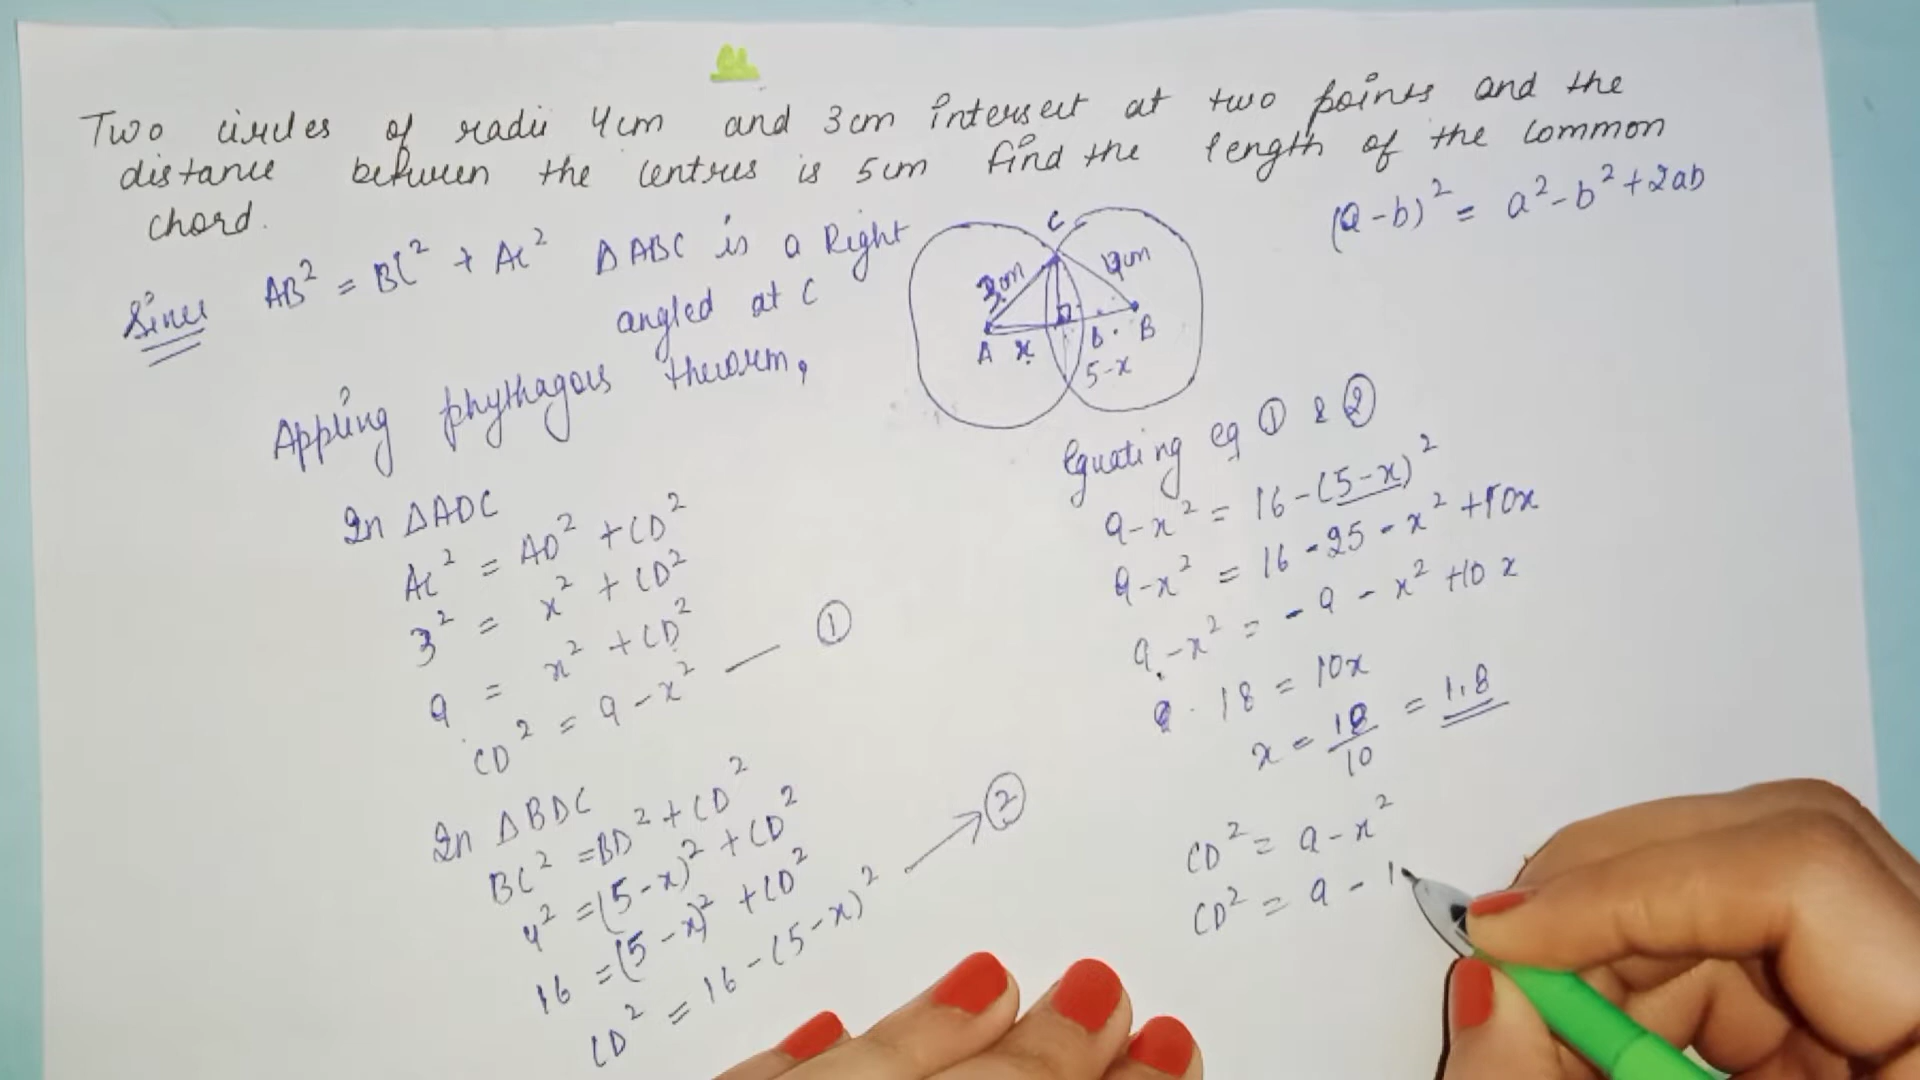 Two circles of radii 4cm and 3cm intersect at two points and the
distance between the centres is 5cm find the length of the common
chord.
(a-b)² = a²-b²+2ab
Since AB² = BC² + AC² △ABC is a Right
angled at C
Appling phythagous theorm,
C
3cm
4cm
A x D B
5-x
In △ADC
AC² = AD² + CD²
3² = x² + CD²
9 = x² + CD²
CD² = 9 - x² — ①
In △BDC
BC² = BD² + CD²
4² = (5-x)² + CD²
16 = (5-x)² + CD²
CD² = 16 - (5-x)² → ②
Equating eq ① & ②
9-x² = 16-(5-x)²
9-x² = 16-25-x²+10x
9-x² = -9-x²+10x
18 = 10x
x = 18/10 = 1.8
CD² = 9-x²
CD² = 9 - 1